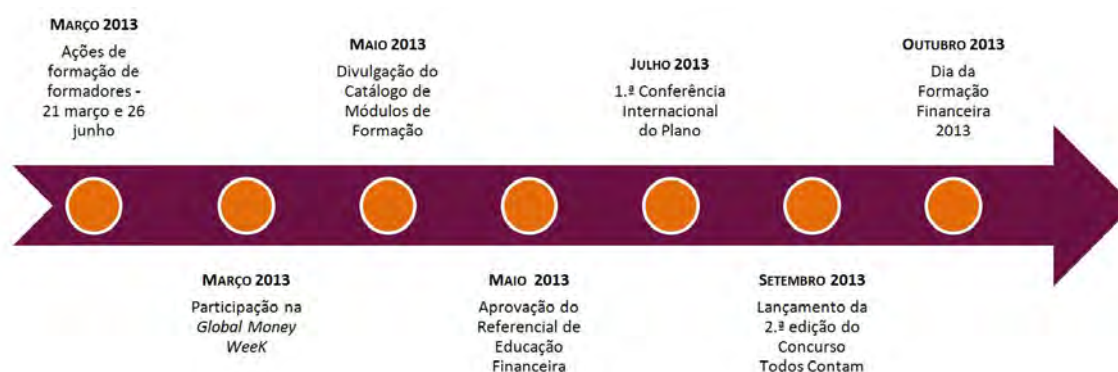 MARÇO 2013
Ações de
formação de
formadores -
21 março e 26
junho
MARÇO 2013
Participação na
Global Money
WeeK
MAIO 2013
Divulgação do
Catálogo de
Módulos de
Formação
MAIO 2013
Aprovação do
Referencial de
Educação
Financeira
JULHO 2013
1.ª Conferência
Internacional
do Plano
SETEMBRO 2013
Lançamento da
2.ª edição do
Concurso
Todos Contam
OUTUBRO 2013
Dia da
Formação
Financeira
2013